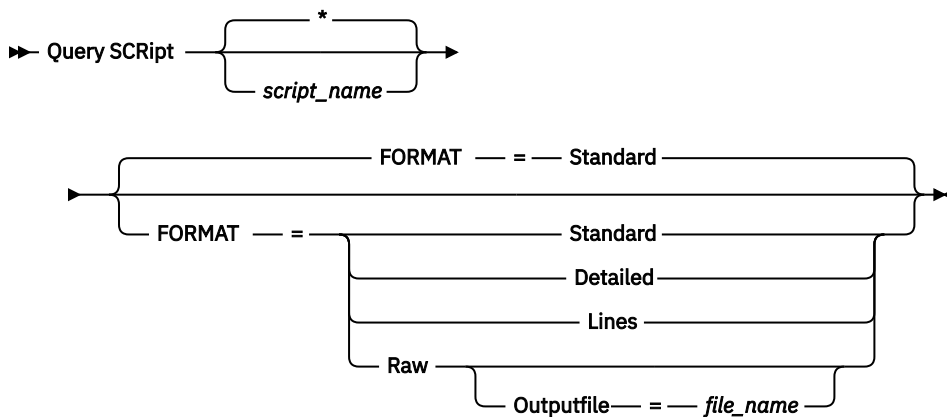 *
Query SCRipt
script_name
FORMAT = Standard
FORMAT = Standard
Detailed
Lines
Raw
Outputfile = file_name